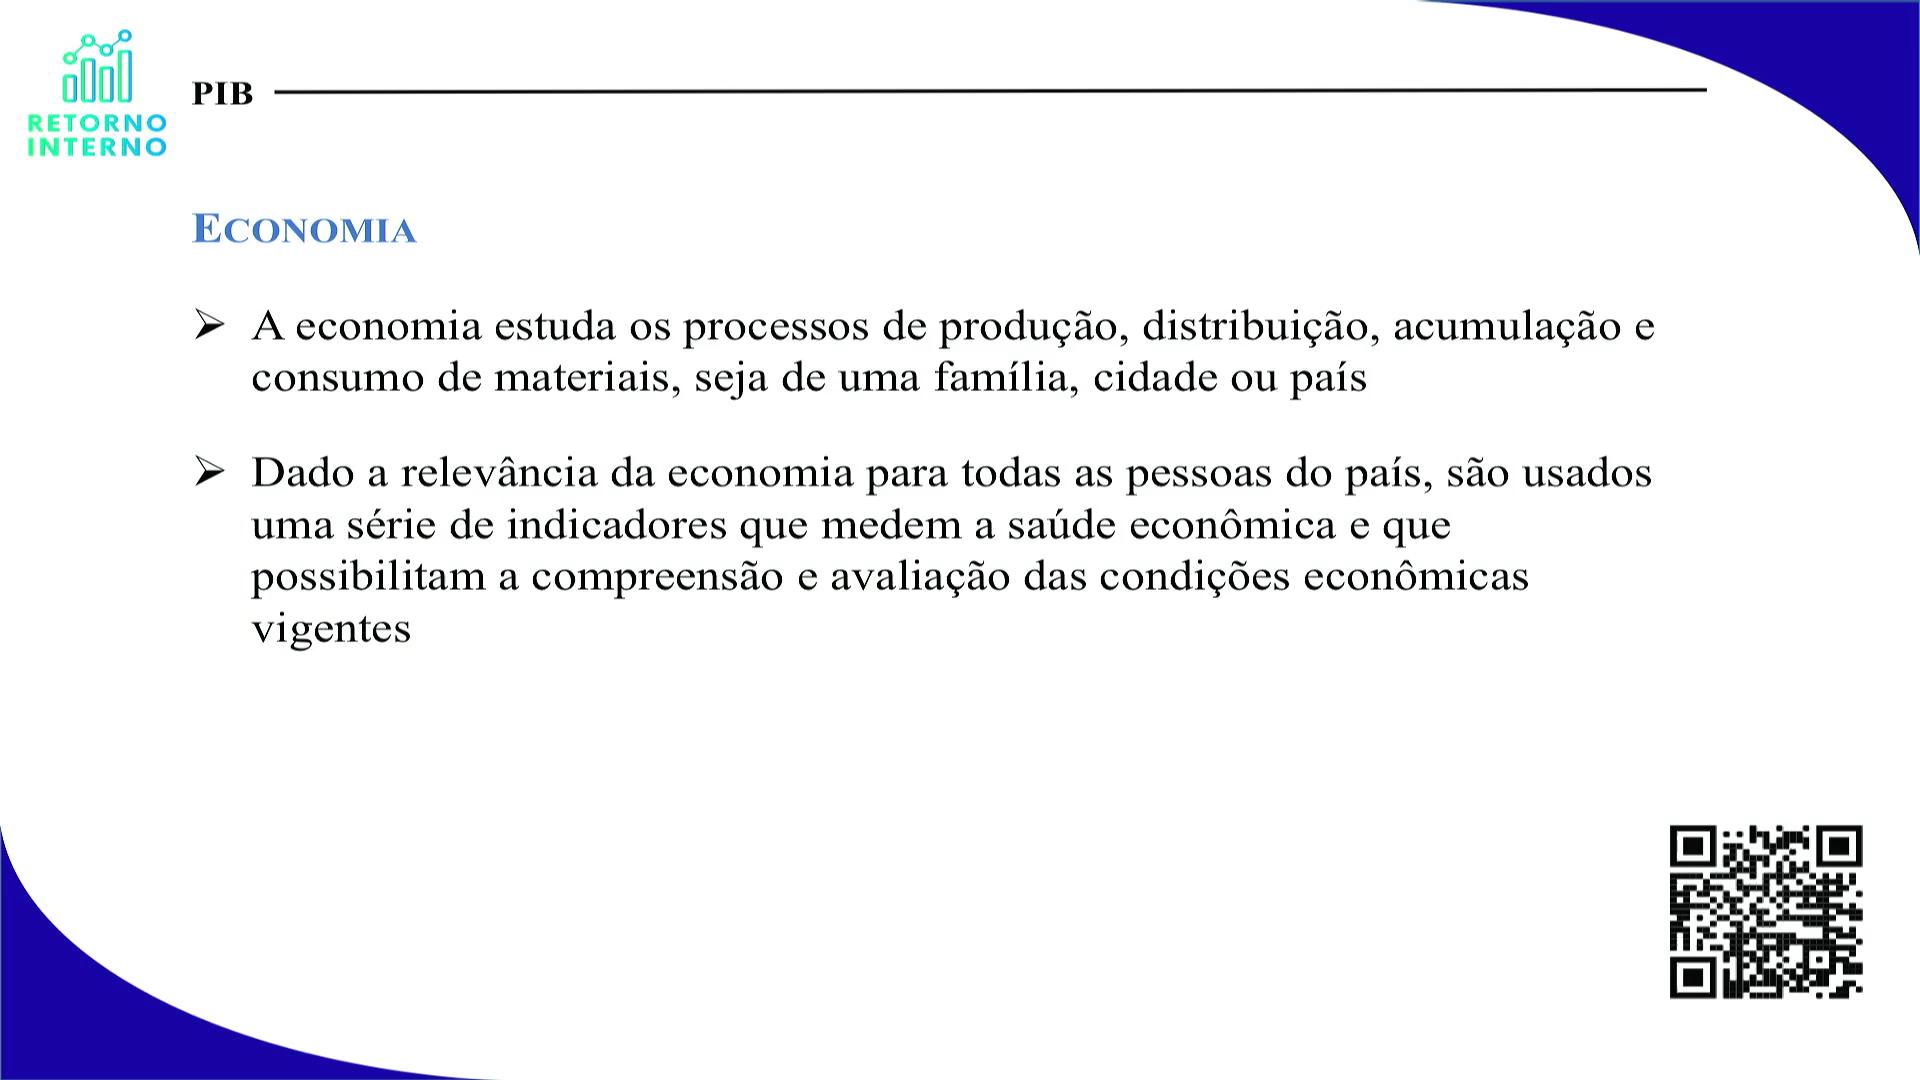 RETORNO
INTERNO
PIB
ECONOMIA
➢ A economia estuda os processos de produção, distribuição, acumulação e
consumo de materiais, seja de uma família, cidade ou país
➢ Dado a relevância da economia para todas as pessoas do país, são usados
uma série de indicadores que medem a saúde econômica e que
possibilitam a compreensão e avaliação das condições econômicas
vigentes